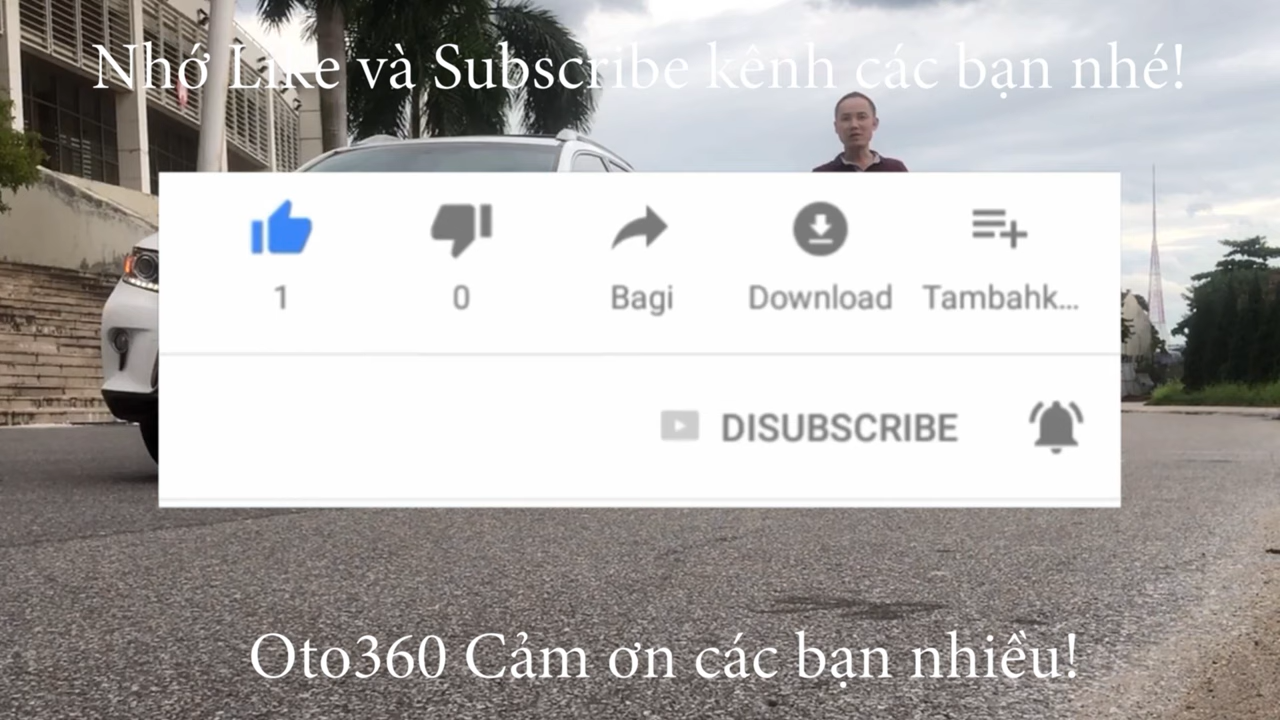 Nhớ Like và Subscribe kênh các bạn nhé!
1 0 Bagi Download Tambahk...
DISUBSCRIBE
Oto360 Cảm ơn các bạn nhiều!